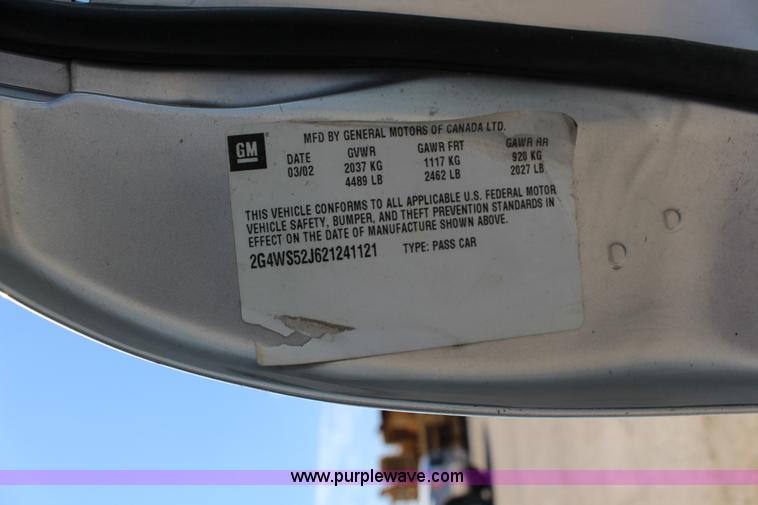 MFD BY GENERAL MOTORS OF CANADA LTD.
GM
DATE GVWR GAWR FRT GAWR RR
03/02 2037 KG 1117 KG 920 KG
4489 LB 2462 LB 2027 LB
THIS VEHICLE CONFORMS TO ALL APPLICABLE U.S. FEDERAL MOTOR
VEHICLE SAFETY, BUMPER, AND THEFT PREVENTION STANDARDS IN
EFFECT ON THE DATE OF MANUFACTURE SHOWN ABOVE.
2G4WS52J621241121 TYPE: PASS CAR
www.purplewave.com